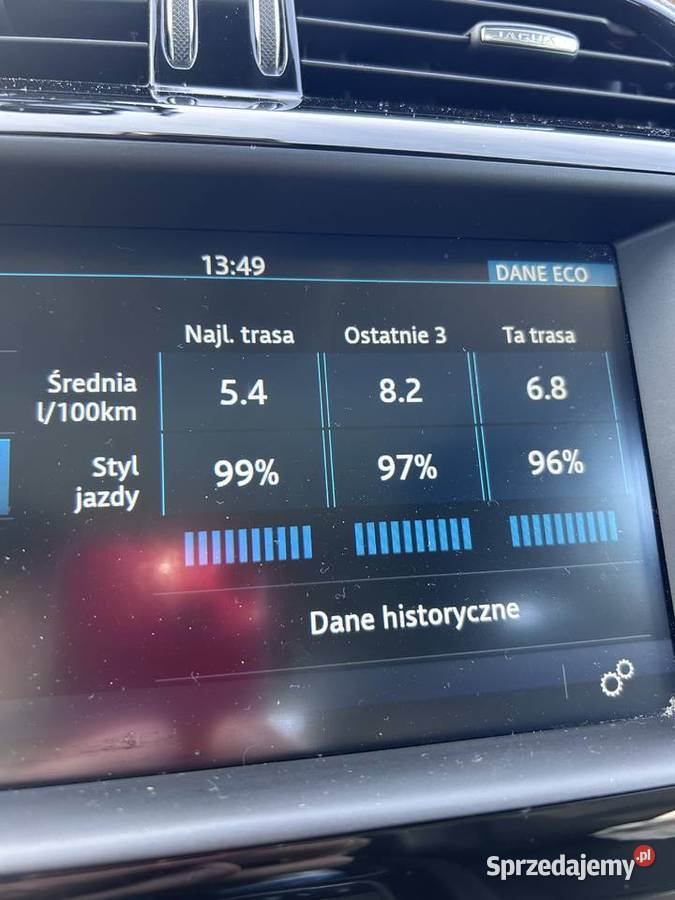 JAGUAR
13:49
DANE ECO
Najl. trasa
Ostatnie 3
Ta trasa
Średnia
l/100km
5.4
8.2
6.8
Styl
jazdy
99%
97%
96%
Dane historyczne
Sprzedajemy.pl